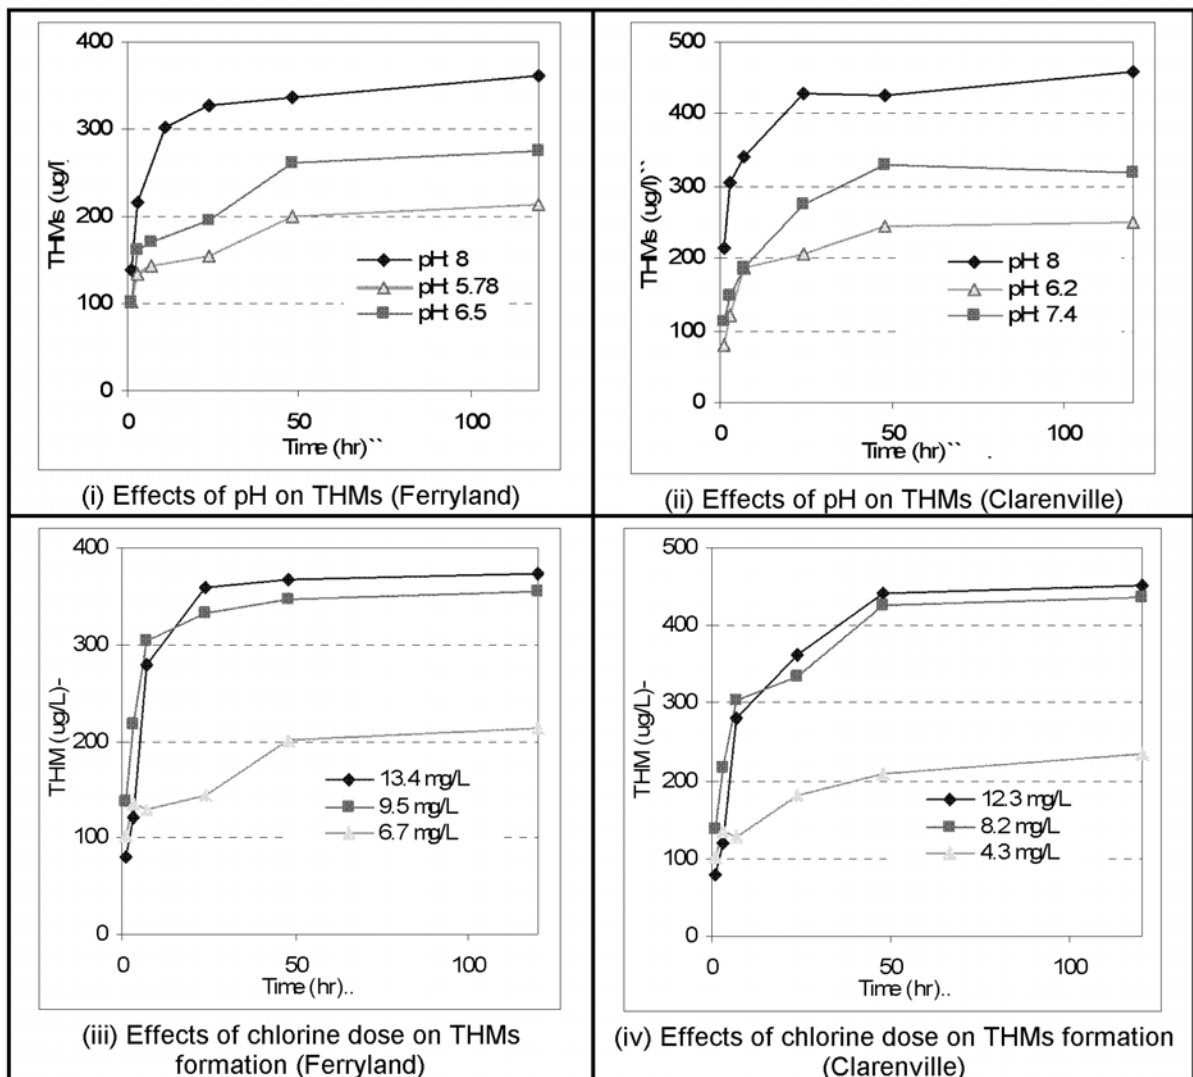 400
300
200
100
0
THMs (ug/l)
pH: 8
pH: 5.78
pH: 6.5
0
50
100
Time (hr)``
(i) Effects of pH on THMs (Ferryland)
500
400
300
200
100
0
THMs (ug/l)``
pH: 8
pH: 6.2
pH: 7.4
0
50
100
Time (hr)`` .
(ii) Effects of pH on THMs (Clarenville)
400
300
200
100
0
THM (ug/L)-
13.4 mg/L
9.5 mg/L
6.7 mg/L
0
50
100
Time (hr)..
(iii) Effects of chlorine dose on THMs
formation (Ferryland)
500
400
300
200
100
0
THM (ug/L)-
12.3 mg/L
8.2 mg/L
4.3 mg/L
0
50
100
Time (hr)..
(iv) Effects of chlorine dose on THMs formation
(Clarenville)